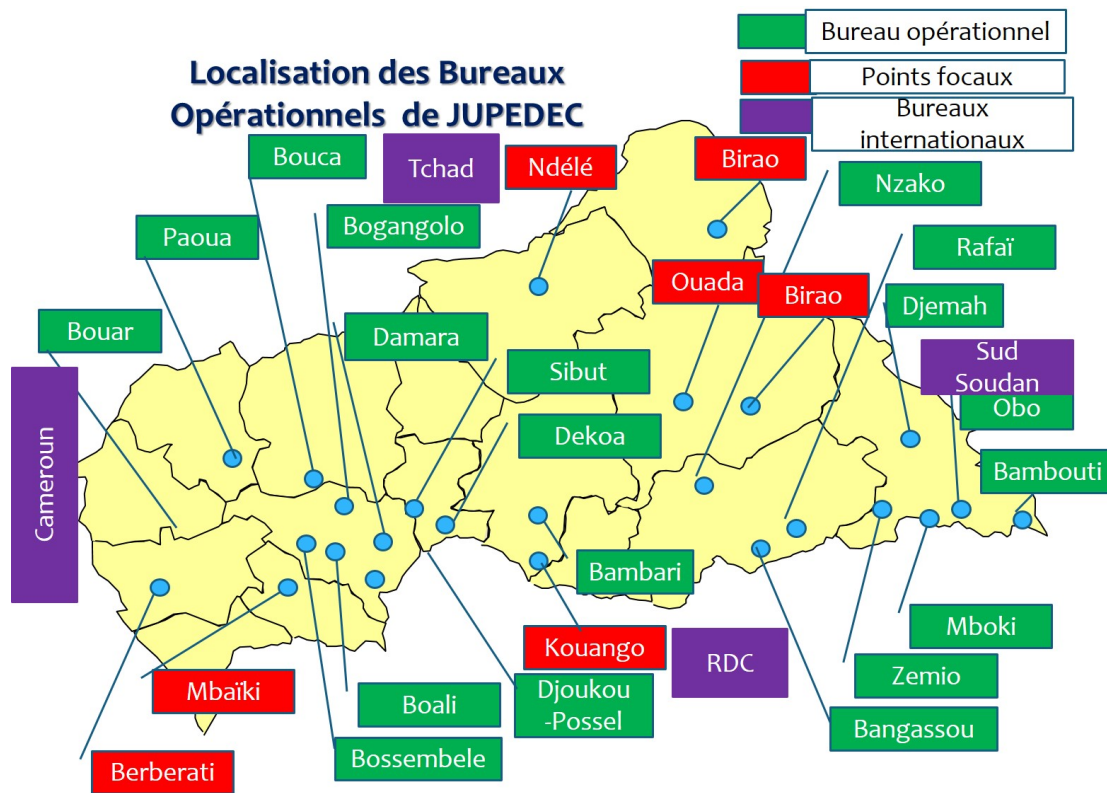 Localisation des Bureaux
Opérationnels de JUPEDEC
Bureau opérationnel
Points focaux
Bureaux
internationaux
Bouca
Tchad
Ndélé
Birao
Nzako
Paoua
Bogangolo
Rafaï
Ouada
Birao
Djemah
Bouar
Damara
Sibut
Sud
Soudan
Obo
Dekoa
Cameroun
Bambouti
Bambari
Mboki
Kouango
RDC
Zemio
Mbaïki
Boali
Djoukou
-Possel
Bangassou
Bossembele
Berberati